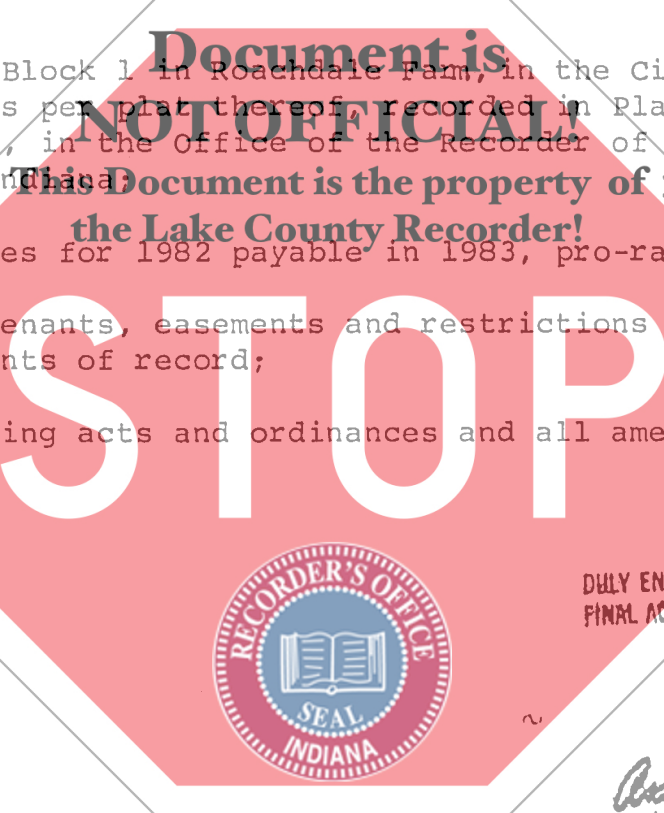 Document is
Block 1 in Roachdale Farm, in the Ci
s per plat thereof, recorded in Pla
NOT OFFICIAL!
, in the Office of the Recorder of
ndiana;
This Document is the property of
the Lake County Recorder!
es for 1982 payable in 1983, pro-ra
enants, easements and restrictions
nts of record;
STOP
ing acts and ordinances and all ame
RECORDER'S OFFICE
SEAL
INDIANA
DULY EN
FINAL AC